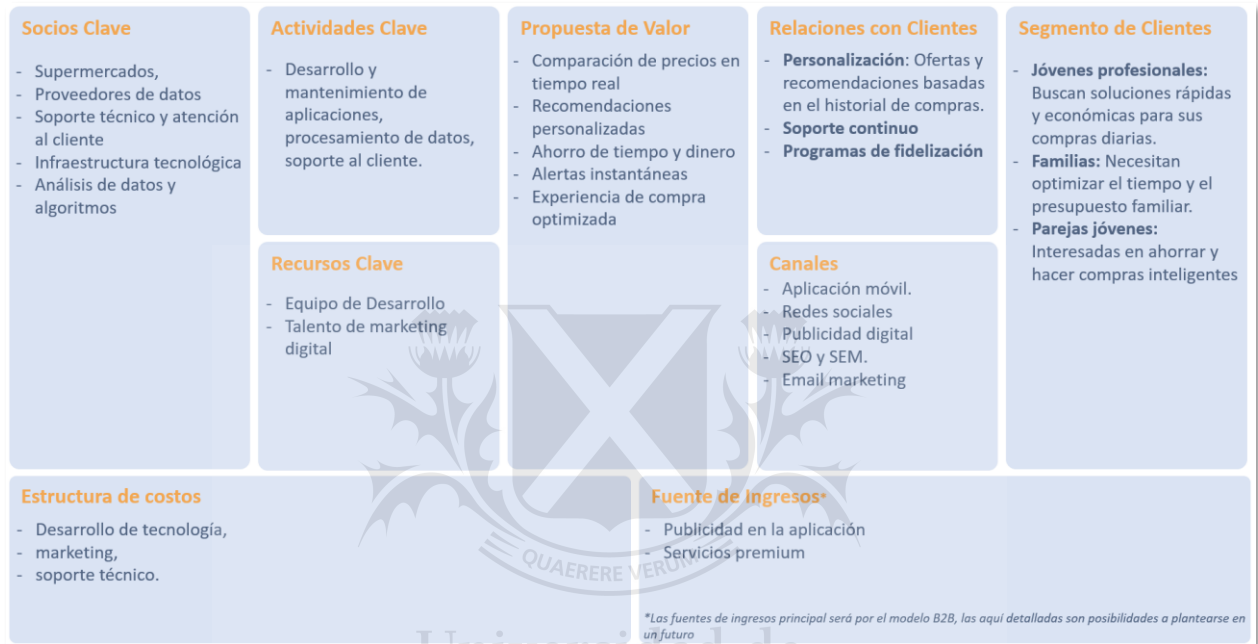 Socios Clave
- Supermercados,
- Proveedores de datos
- Soporte técnico y atención
al cliente
- Infraestructura tecnológica
- Análisis de datos y
algoritmos
Actividades Clave
- Desarrollo y
mantenimiento de
aplicaciones,
procesamiento de datos,
soporte al cliente.
Recursos Clave
- Equipo de Desarrollo
- Talento de marketing
digital
Propuesta de Valor
- Comparación de precios en
tiempo real
- Recomendaciones
personalizadas
- Ahorro de tiempo y dinero
- Alertas instantáneas
- Experiencia de compra
optimizada
Relaciones con Clientes
- Personalización: Ofertas y
recomendaciones basadas
en el historial de compras.
- Soporte continuo
- Programas de fidelización
Canales
- Aplicación móvil.
- Redes sociales
- Publicidad digital
- SEO y SEM.
- Email marketing
Segmento de Clientes
- Jóvenes profesionales:
Buscan soluciones rápidas
y económicas para sus
compras diarias.
- Familias: Necesitan
optimizar el tiempo y el
presupuesto familiar.
- Parejas jóvenes:
Interesadas en ahorrar y
hacer compras inteligentes
Estructura de costos
- Desarrollo de tecnología,
- marketing,
- soporte técnico.
Fuente de Ingresos*
- Publicidad en la aplicación
- Servicios premium
*Las fuentes de ingresos principal será por el modelo B2B, las aquí detalladas son posibilidades a plantearse en
un futuro
QUAERERE VERUM
Universidad de